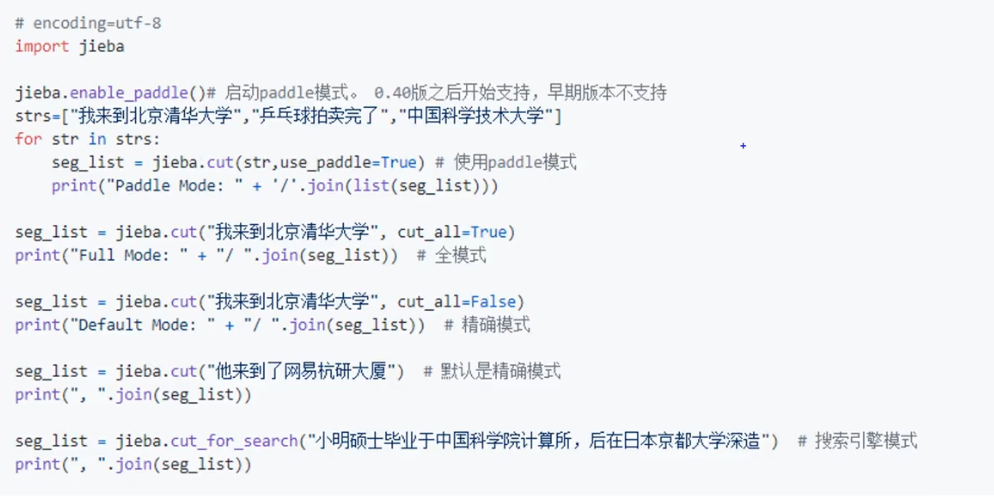 # encoding=utf-8
import jieba

jieba.enable_paddle()# 启动paddle模式。 0.40版之后开始支持，早期版本不支持
strs=["我来到北京清华大学","乒乓球拍卖完了","中国科学技术大学"]
for str in strs:
    seg_list = jieba.cut(str,use_paddle=True) # 使用paddle模式
    print("Paddle Mode: " + '/'.join(list(seg_list)))

seg_list = jieba.cut("我来到北京清华大学", cut_all=True)
print("Full Mode: " + "/ ".join(seg_list))  # 全模式

seg_list = jieba.cut("我来到北京清华大学", cut_all=False)
print("Default Mode: " + "/ ".join(seg_list))  # 精确模式

seg_list = jieba.cut("他来到了网易杭研大厦")  # 默认是精确模式
print(", ".join(seg_list))

seg_list = jieba.cut_for_search("小明硕士毕业于中国科学院计算所，后在日本京都大学深造")  # 搜索引擎模式
print(", ".join(seg_list))